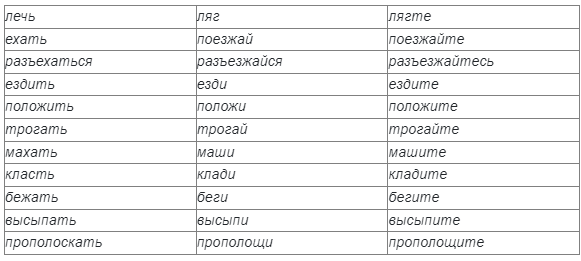 лечь ляг лягте
ехать поезжай поезжайте
разъехаться разъезжайся разъезжайтесь
ездить езди ездите
положить положи положите
трогать трогай трогайте
махать маши машите
класть клади кладите
бежать беги бегите
высыпать высыпи высыпите
прополоскать прополощи прополощите